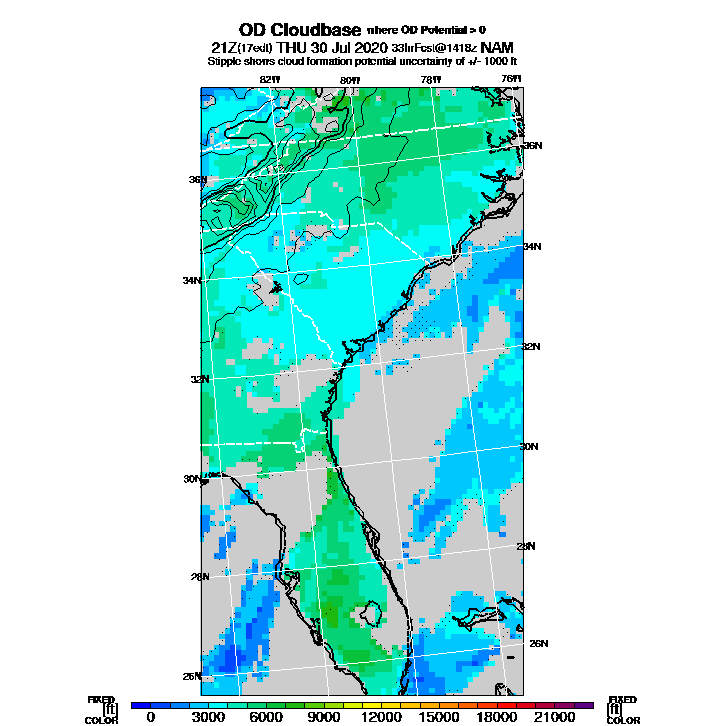 OD Cloudbase where OD Potential > 0
21Z(17edt) THU 30 Jul 2020 33hrFcst@1418z NAM
Stipple shows cloud formation potential uncertainty of +/- 1000 ft
82W 80W 78W 76W
36N 36N
34N 34N
32N 32N
30N 30N
28N 28N
26N 26N
FIXED FIXED
[ft] [ft]
COLOR 0 3000 6000 9000 12000 15000 18000 21000 COLOR